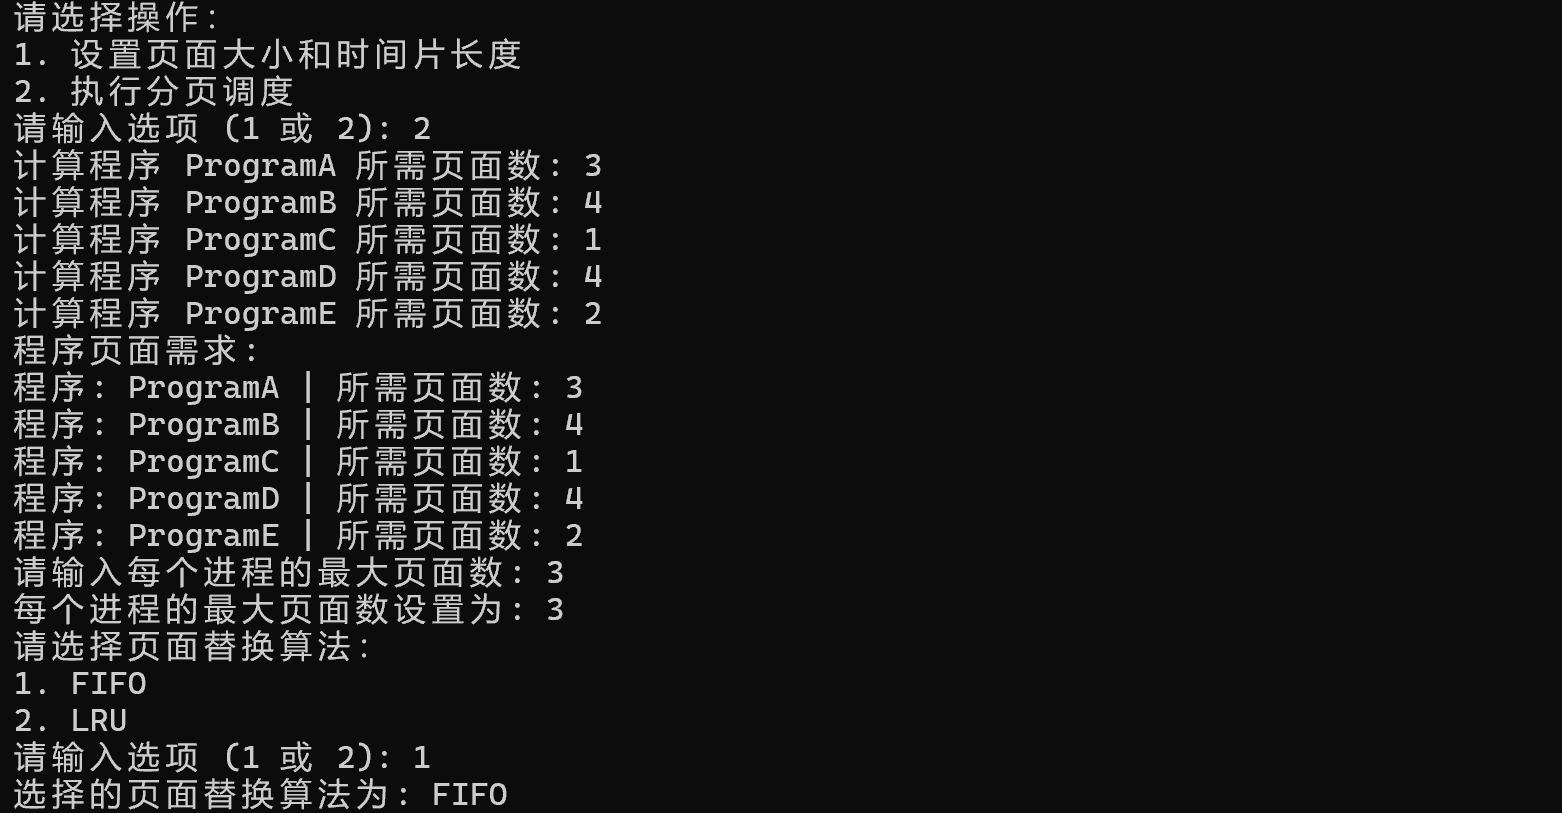 请选择操作:
1. 设置页面大小和时间片长度
2. 执行分页调度
请输入选项 (1 或 2): 2
计算程序 ProgramA 所需页面数: 3
计算程序 ProgramB 所需页面数: 4
计算程序 ProgramC 所需页面数: 1
计算程序 ProgramD 所需页面数: 4
计算程序 ProgramE 所需页面数: 2
程序页面需求:
程序: ProgramA | 所需页面数: 3
程序: ProgramB | 所需页面数: 4
程序: ProgramC | 所需页面数: 1
程序: ProgramD | 所需页面数: 4
程序: ProgramE | 所需页面数: 2
请输入每个进程的最大页面数: 3
每个进程的最大页面数设置为: 3
请选择页面替换算法:
1. FIFO
2. LRU
请输入选项 (1 或 2): 1
选择的页面替换算法为: FIFO